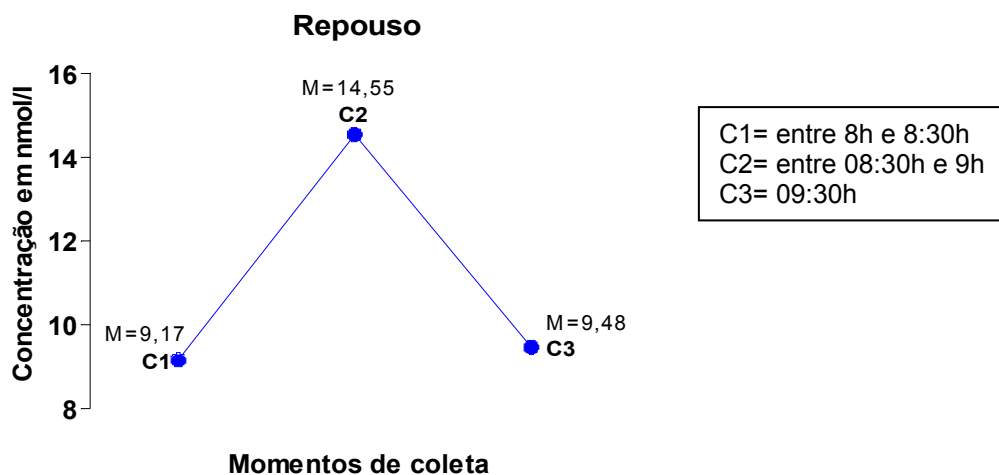 Repouso
Concentração em nmol/l
16
14
12
10
8
M=14,55
C2
M=9,17
C1
M=9,48
C3
Momentos de coleta
C1= entre 8h e 8:30h
C2= entre 08:30h e 9h
C3= 09:30h